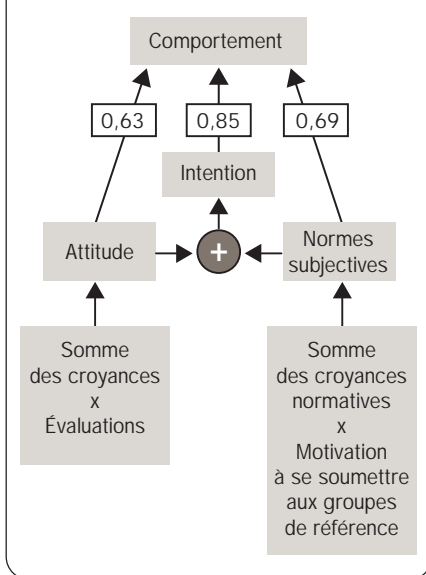 Comportement
0,63
0,85
0,69
Intention
Attitude
+
Normes
subjectives
Somme
des croyances
x
Évaluations
Somme
des croyances
normatives
x
Motivation
à se soumettre
aux groupes
de référence